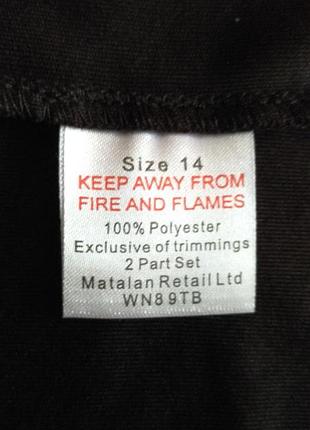 Size 14
KEEP AWAY FROM
FIRE AND FLAMES
100% Polyester
Exclusive of trimmings
2 Part Set
Matalan Retail Ltd
WN8 9TB